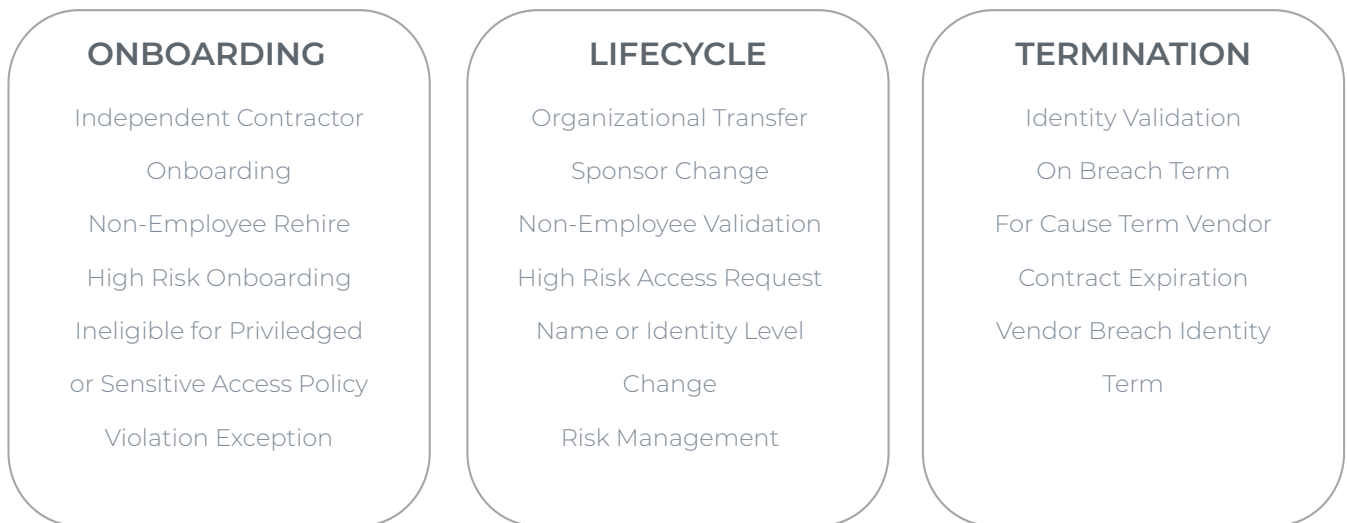 ONBOARDING
Independent Contractor
Onboarding
Non-Employee Rehire
High Risk Onboarding
Ineligible for Priviledged
or Sensitive Access Policy
Violation Exception
LIFECYCLE
Organizational Transfer
Sponsor Change
Non-Employee Validation
High Risk Access Request
Name or Identity Level
Change
Risk Management
TERMINATION
Identity Validation
On Breach Term
For Cause Term Vendor
Contract Expiration
Vendor Breach Identity
Term